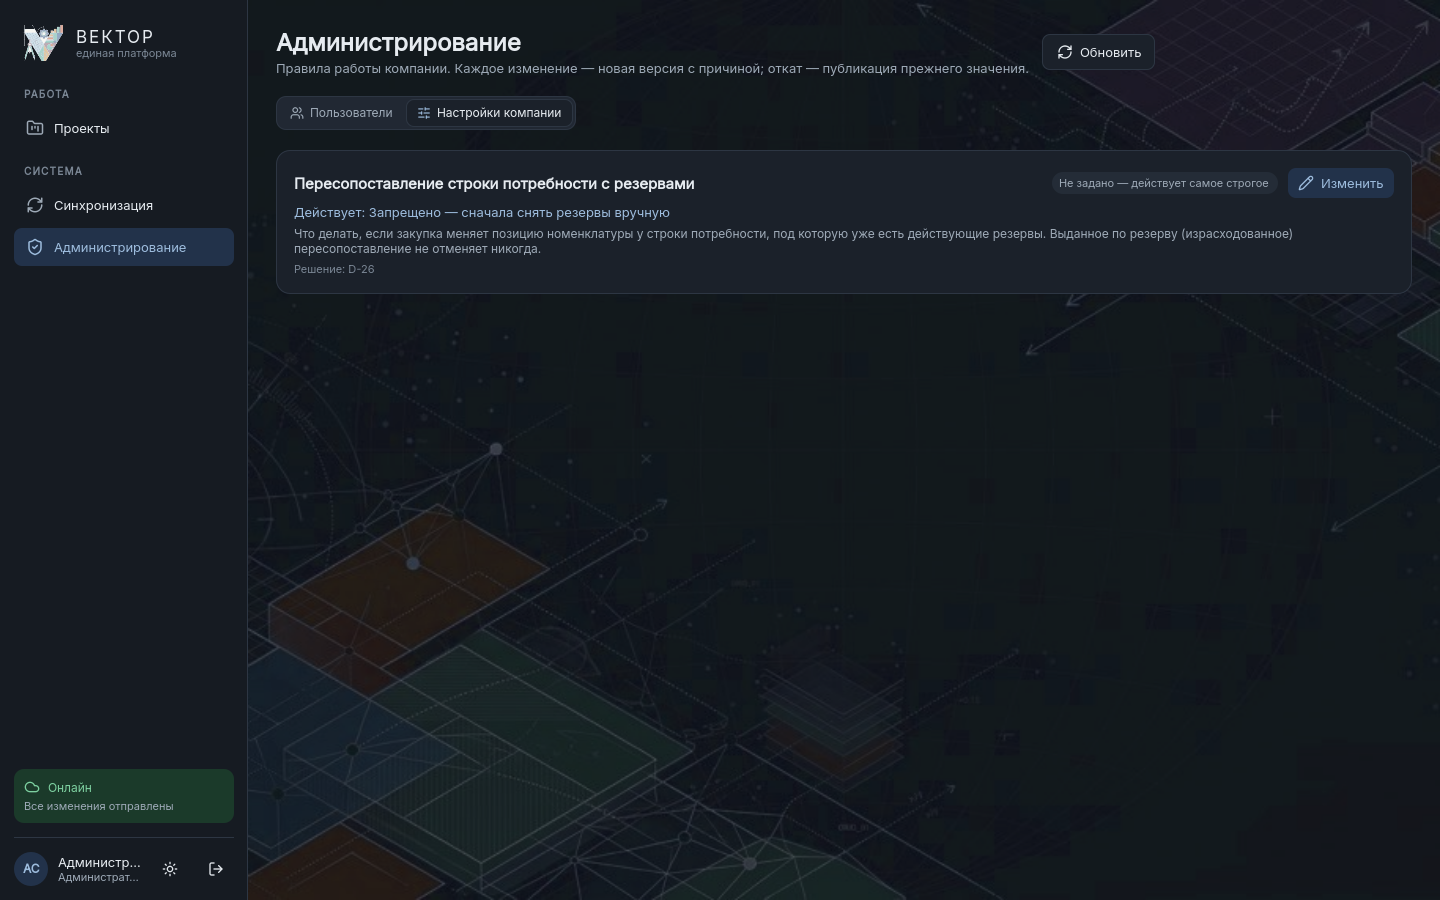 ВЕКТОР
единая платформа
РАБОТА
Проекты
СИСТЕМА
Синхронизация
Администрирование
Онлайн
Все изменения отправлены
АС
Администр...
Администрат...
Администрирование
Правила работы компании. Каждое изменение — новая версия с причиной; откат — публикация прежнего значения.
Обновить
Пользователи
Настройки компании
Пересопоставление строки потребности с резервами
Не задано — действует самое строгое
Изменить
Действует: Запрещено — сначала снять резервы вручную
Что делать, если закупка меняет позицию номенклатуры у строки потребности, под которую уже есть действующие резервы. Выданное по резерву (израсходованное)
пересопоставление не отменяет никогда.
Решение: D-26